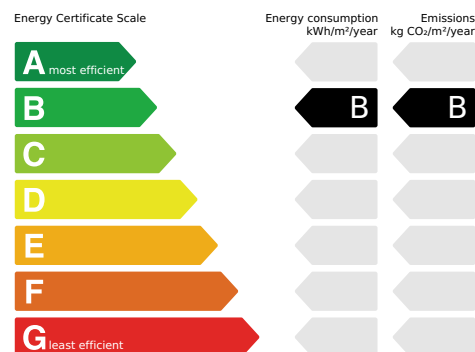 Energy Certificate Scale
Energy consumption
kWh/m²/year
Emissions
kg CO₂/m²/year
A most efficient
B
B
B
C
D
E
F
G least efficient